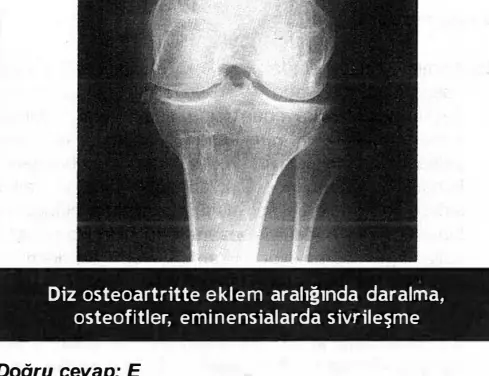 Diz osteoartritte eklem aralığında daralma,
osteofitler, eminensialarda sivrileşme
Doğru cevap: E